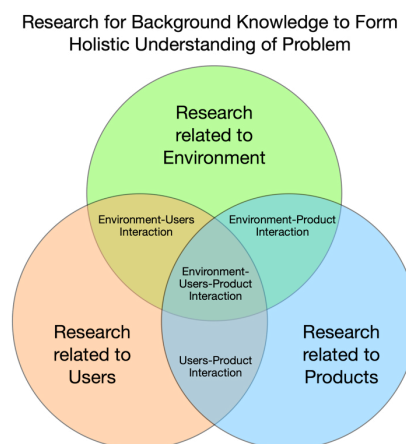 Research for Background Knowledge to Form
Holistic Understanding of Problem
Research
related to
Environment
Environment-Users
Interaction
Environment-Product
Interaction
Environment-
Users-Product
Interaction
Research
related to
Users
Users-Product
Interaction
Research
related to
Products